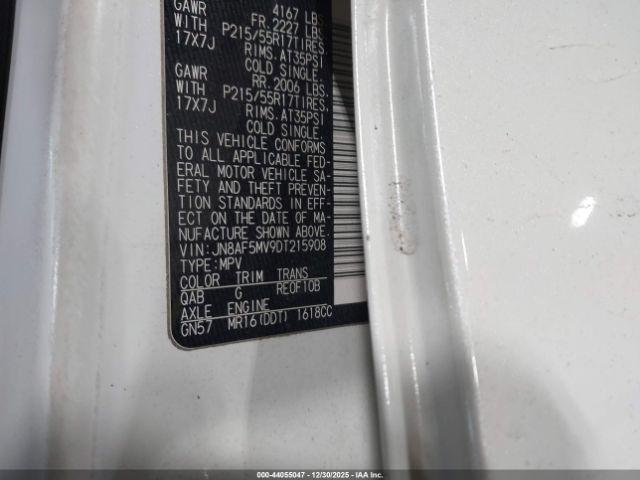 4167 LBS
GAWR FR. 2227 LBS
WITH P215/55R17TIRES,
17X7J RIMS. AT35PSI
COLD SINGLE.
GAWR RR. 2006 LBS.
WITH P215/55R17TIRES,
17X7J RIMS. AT35PSI
COLD SINGLE.
THIS VEHICLE CONFORMS
TO ALL APPLICABLE FED-
ERAL MOTOR VEHICLE SA-
FETY AND THEFT PREVEN-
TION STANDARDS IN EFF-
ECT ON THE DATE OF MA-
NUFACTURE SHOWN ABOVE.
VIN: JN8AF5MV9DT215908
TYPE: MPV
COLOR TRIM TRANS
QAB G RE0F10B
AXLE ENGINE
GN57 MR16(DDT) 1618CC
000-44055047 - 12/30/2025 - IAAI, Inc.